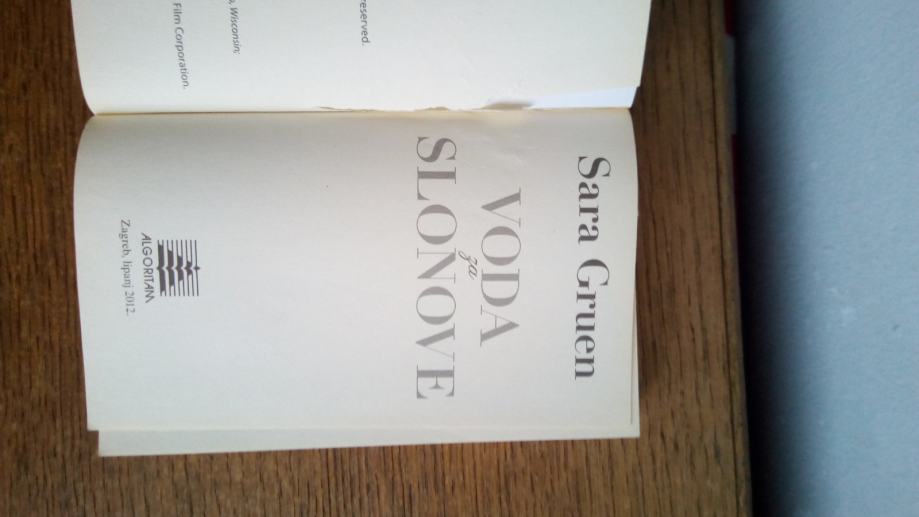 reserved.
Wisconsin;
Film Corporation.
Sara Gruen
VODA
za
SLONOVE
ALGORITAM
Zagreb, lipanj 2012.